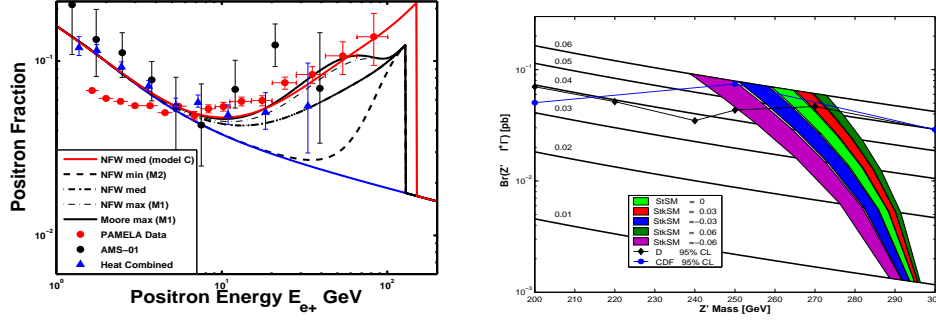 Positron Fraction
10⁻¹
10⁻²
NFW med (model C)
NFW min (M2)
NFW med
NFW max (M1)
Moore max (M1)
PAMELA Data
AMS−01
Heat Combined
10⁰
10¹
10²
Positron Energy E_e+ GeV
Br(Z'
l⁺l⁻) [pb]
10⁻¹
10⁻²
10⁻³
0.06
0.05
0.04
0.03
0.02
0.01
StSM = 0
StkSM = 0.03
StkSM =−0.03
StkSM = 0.06
StkSM =−0.06
D 95% CL
CDF 95% CL
200
210
220
230
240
250
260
270
280
290
300
Z' Mass [GeV]